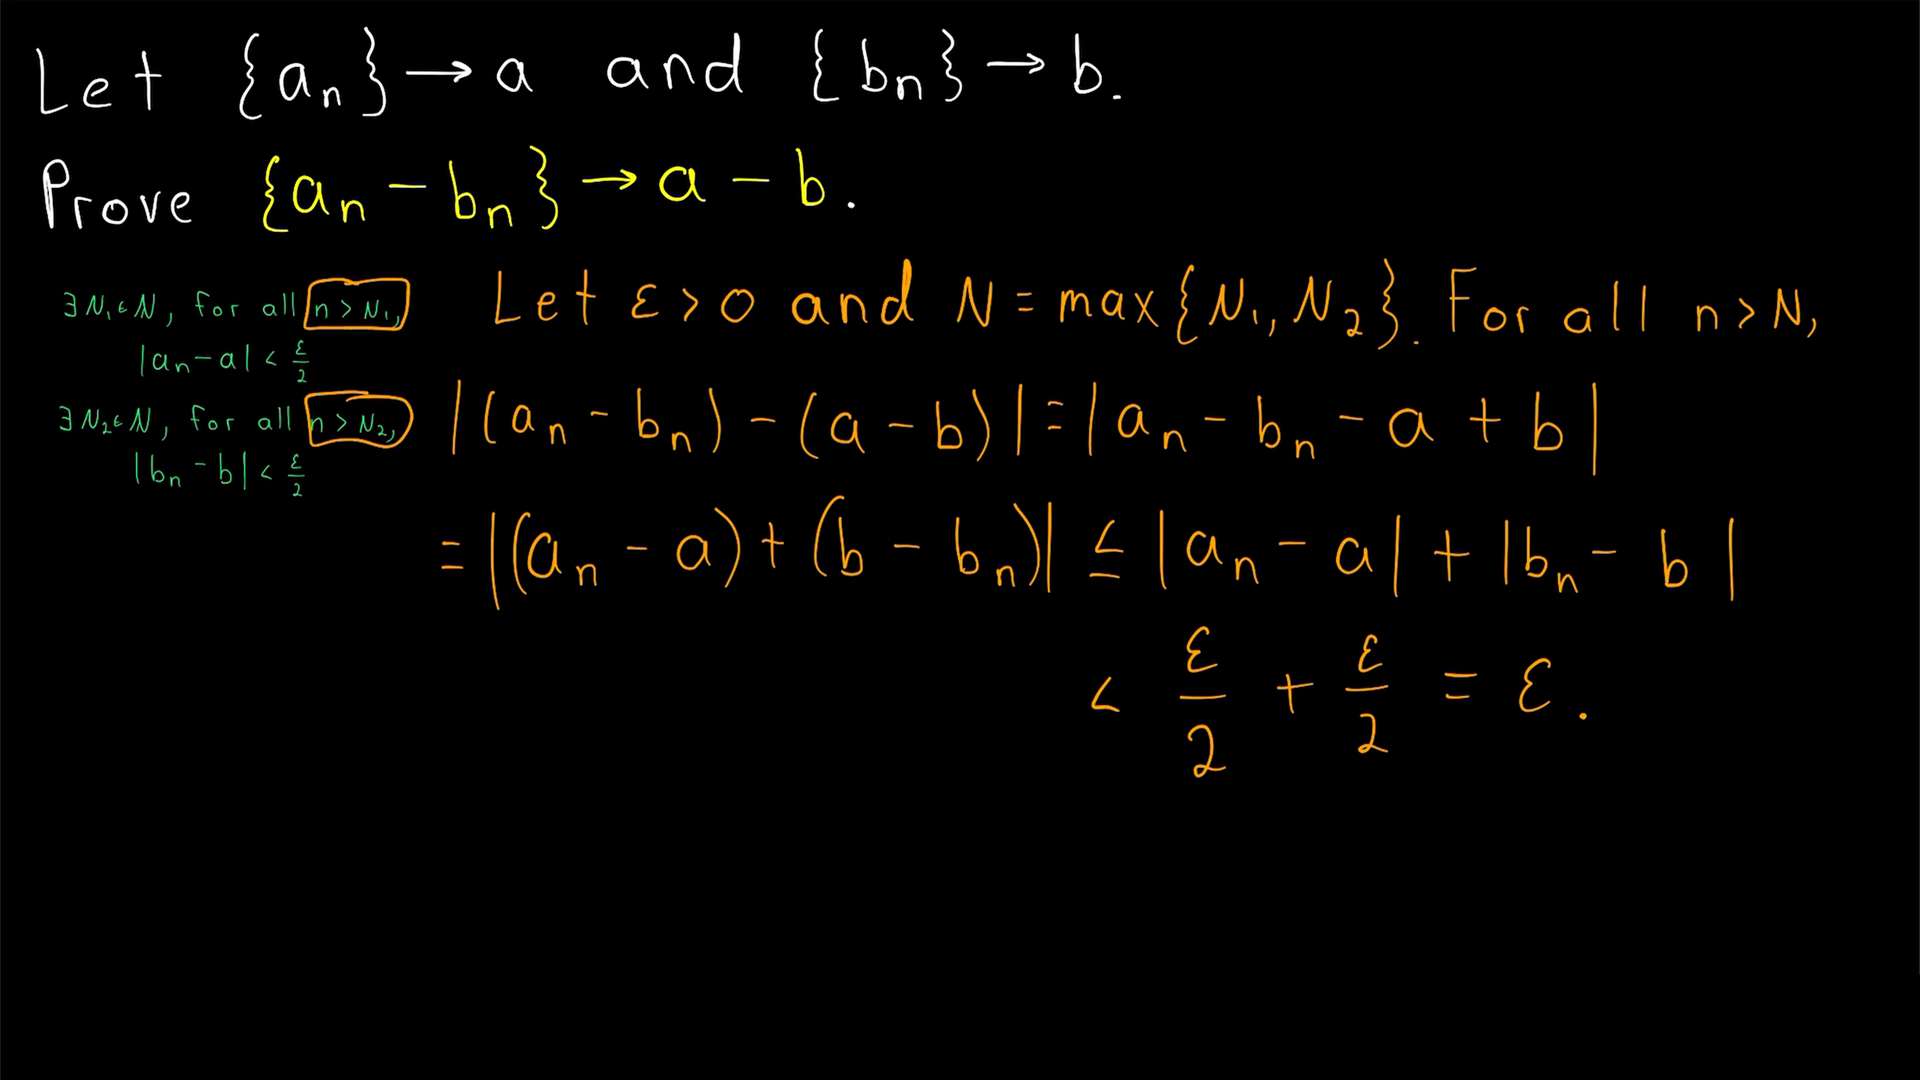 Let {aₙ} → a and {bₙ} → b.
Prove {aₙ − bₙ} → a − b.
∃ N₁ ∈ ℕ, for all n > N₁,
|aₙ − a| < ε/2
∃ N₂ ∈ ℕ, for all n > N₂,
|bₙ − b| < ε/2
Let ε > 0 and N = max{N₁, N₂}. For all n > N,
|(aₙ − bₙ) − (a − b)| = |aₙ − bₙ − a + b|
= |(aₙ − a) + (b − bₙ)| ≤ |aₙ − a| + |bₙ − b|
< ε/2 + ε/2 = ε.